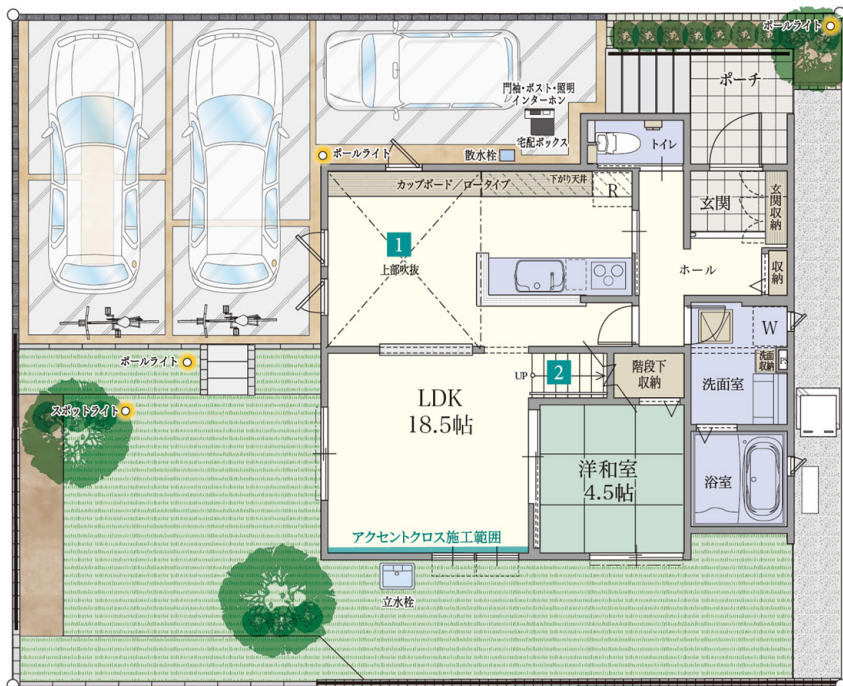 ポールライト
ポーチ
門袖・ポスト・照明
インターホン
宅配ボックス
トイレ
ポールライト
散水栓
カップボード／ロータイプ
下がり天井
R
玄関
玄関収納
1
上部吹抜
ホール
収納
W
ポールライト
UP
2
階段下
収納
洗面収納
PS
洗面室
スポットライト
LDK
18.5帖
洋和室
4.5帖
浴室
アクセントクロス施工範囲
立水栓